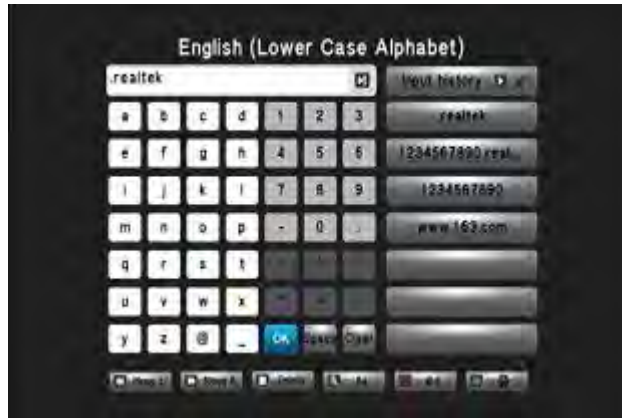 English (Lower Case Alphabet)
.realtek
Input history
a b c d 1 2 3 .realtek
e f g h 4 5 6 1234567890.real...
i j k l 7 8 9 1234567890
m n o p - 0 . www.163.com
q r s t
u v w x
y z @ _ OK Space Clear
Delete